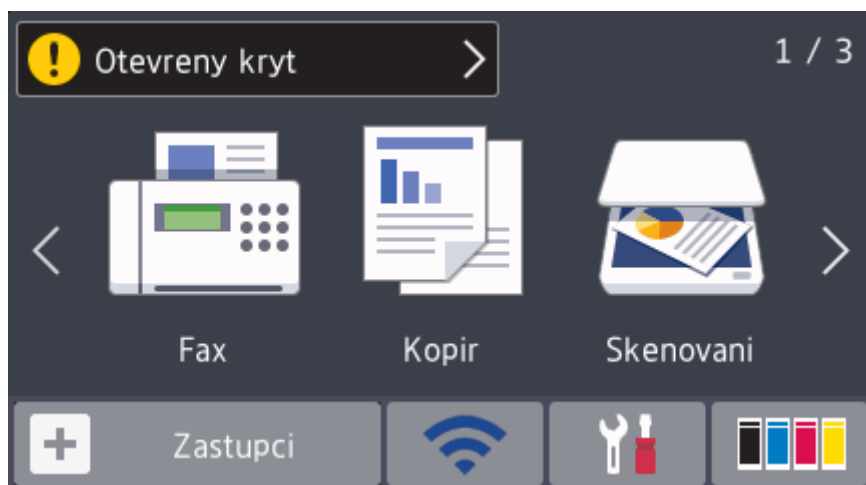 Otevreny kryt
1 / 3
Fax
Kopir
Skenovani
Zastupci